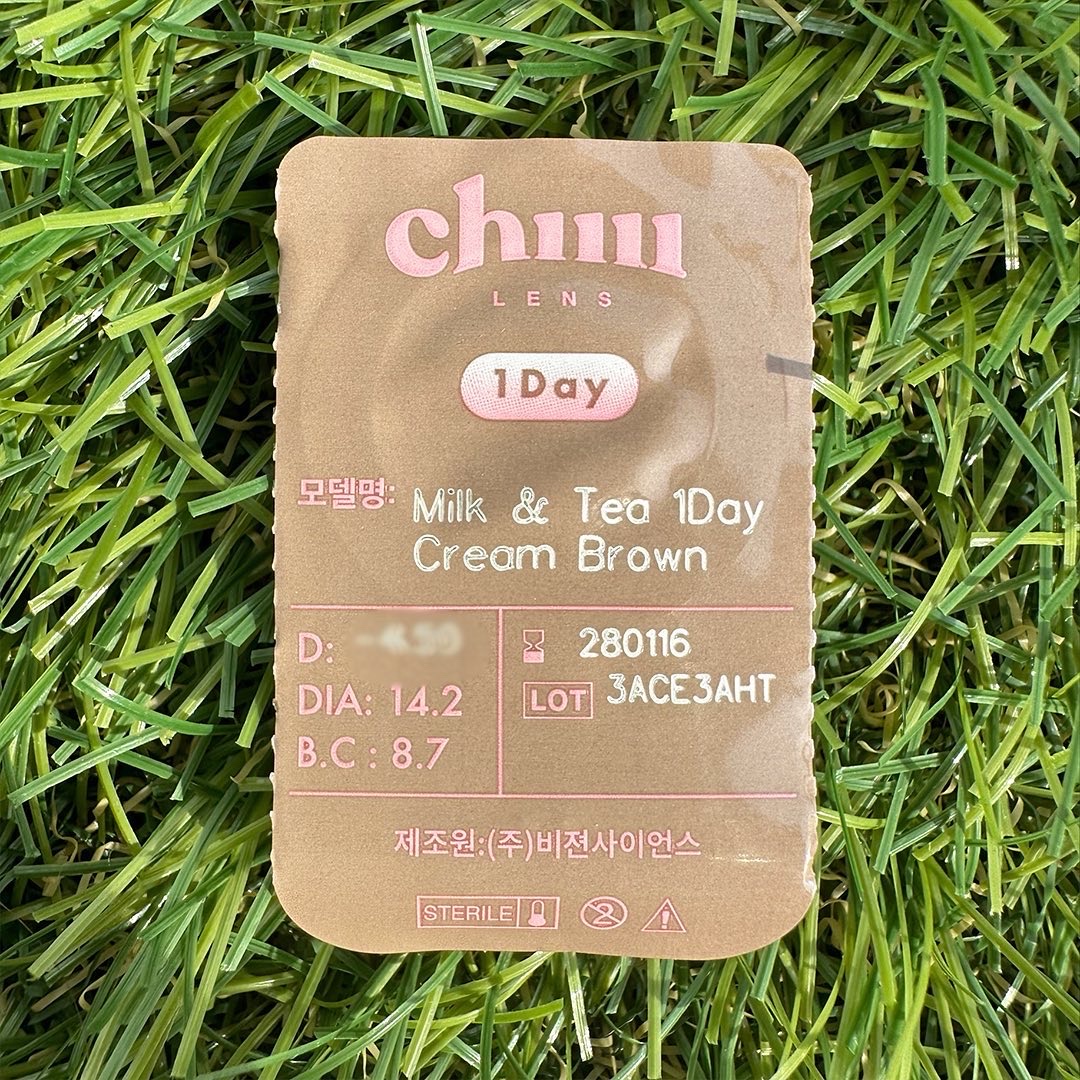 chuu
LENS
1Day
모델명: Milk & Tea 1Day
Cream Brown
D:
DIA: 14.2
B.C : 8.7
280116
LOT 3ACE3AHT
제조원:(주)비젼사이언스
STERILE
2